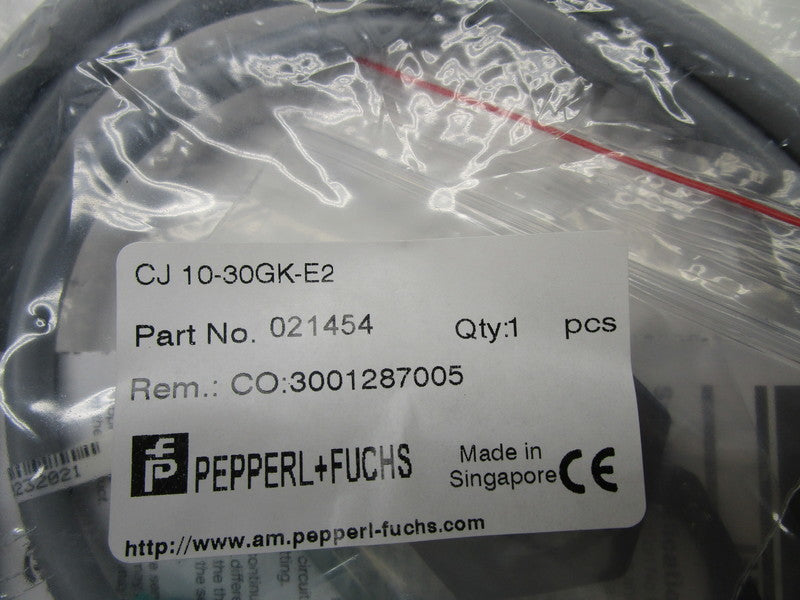 CJ 10-30GK-E2
Part No. 021454 Qty:1 pcs
Rem.: CO:3001287005
PEPPERL+FUCHS
Made in
Singapore CE
http://www.am.pepperl-fuchs.com
232021